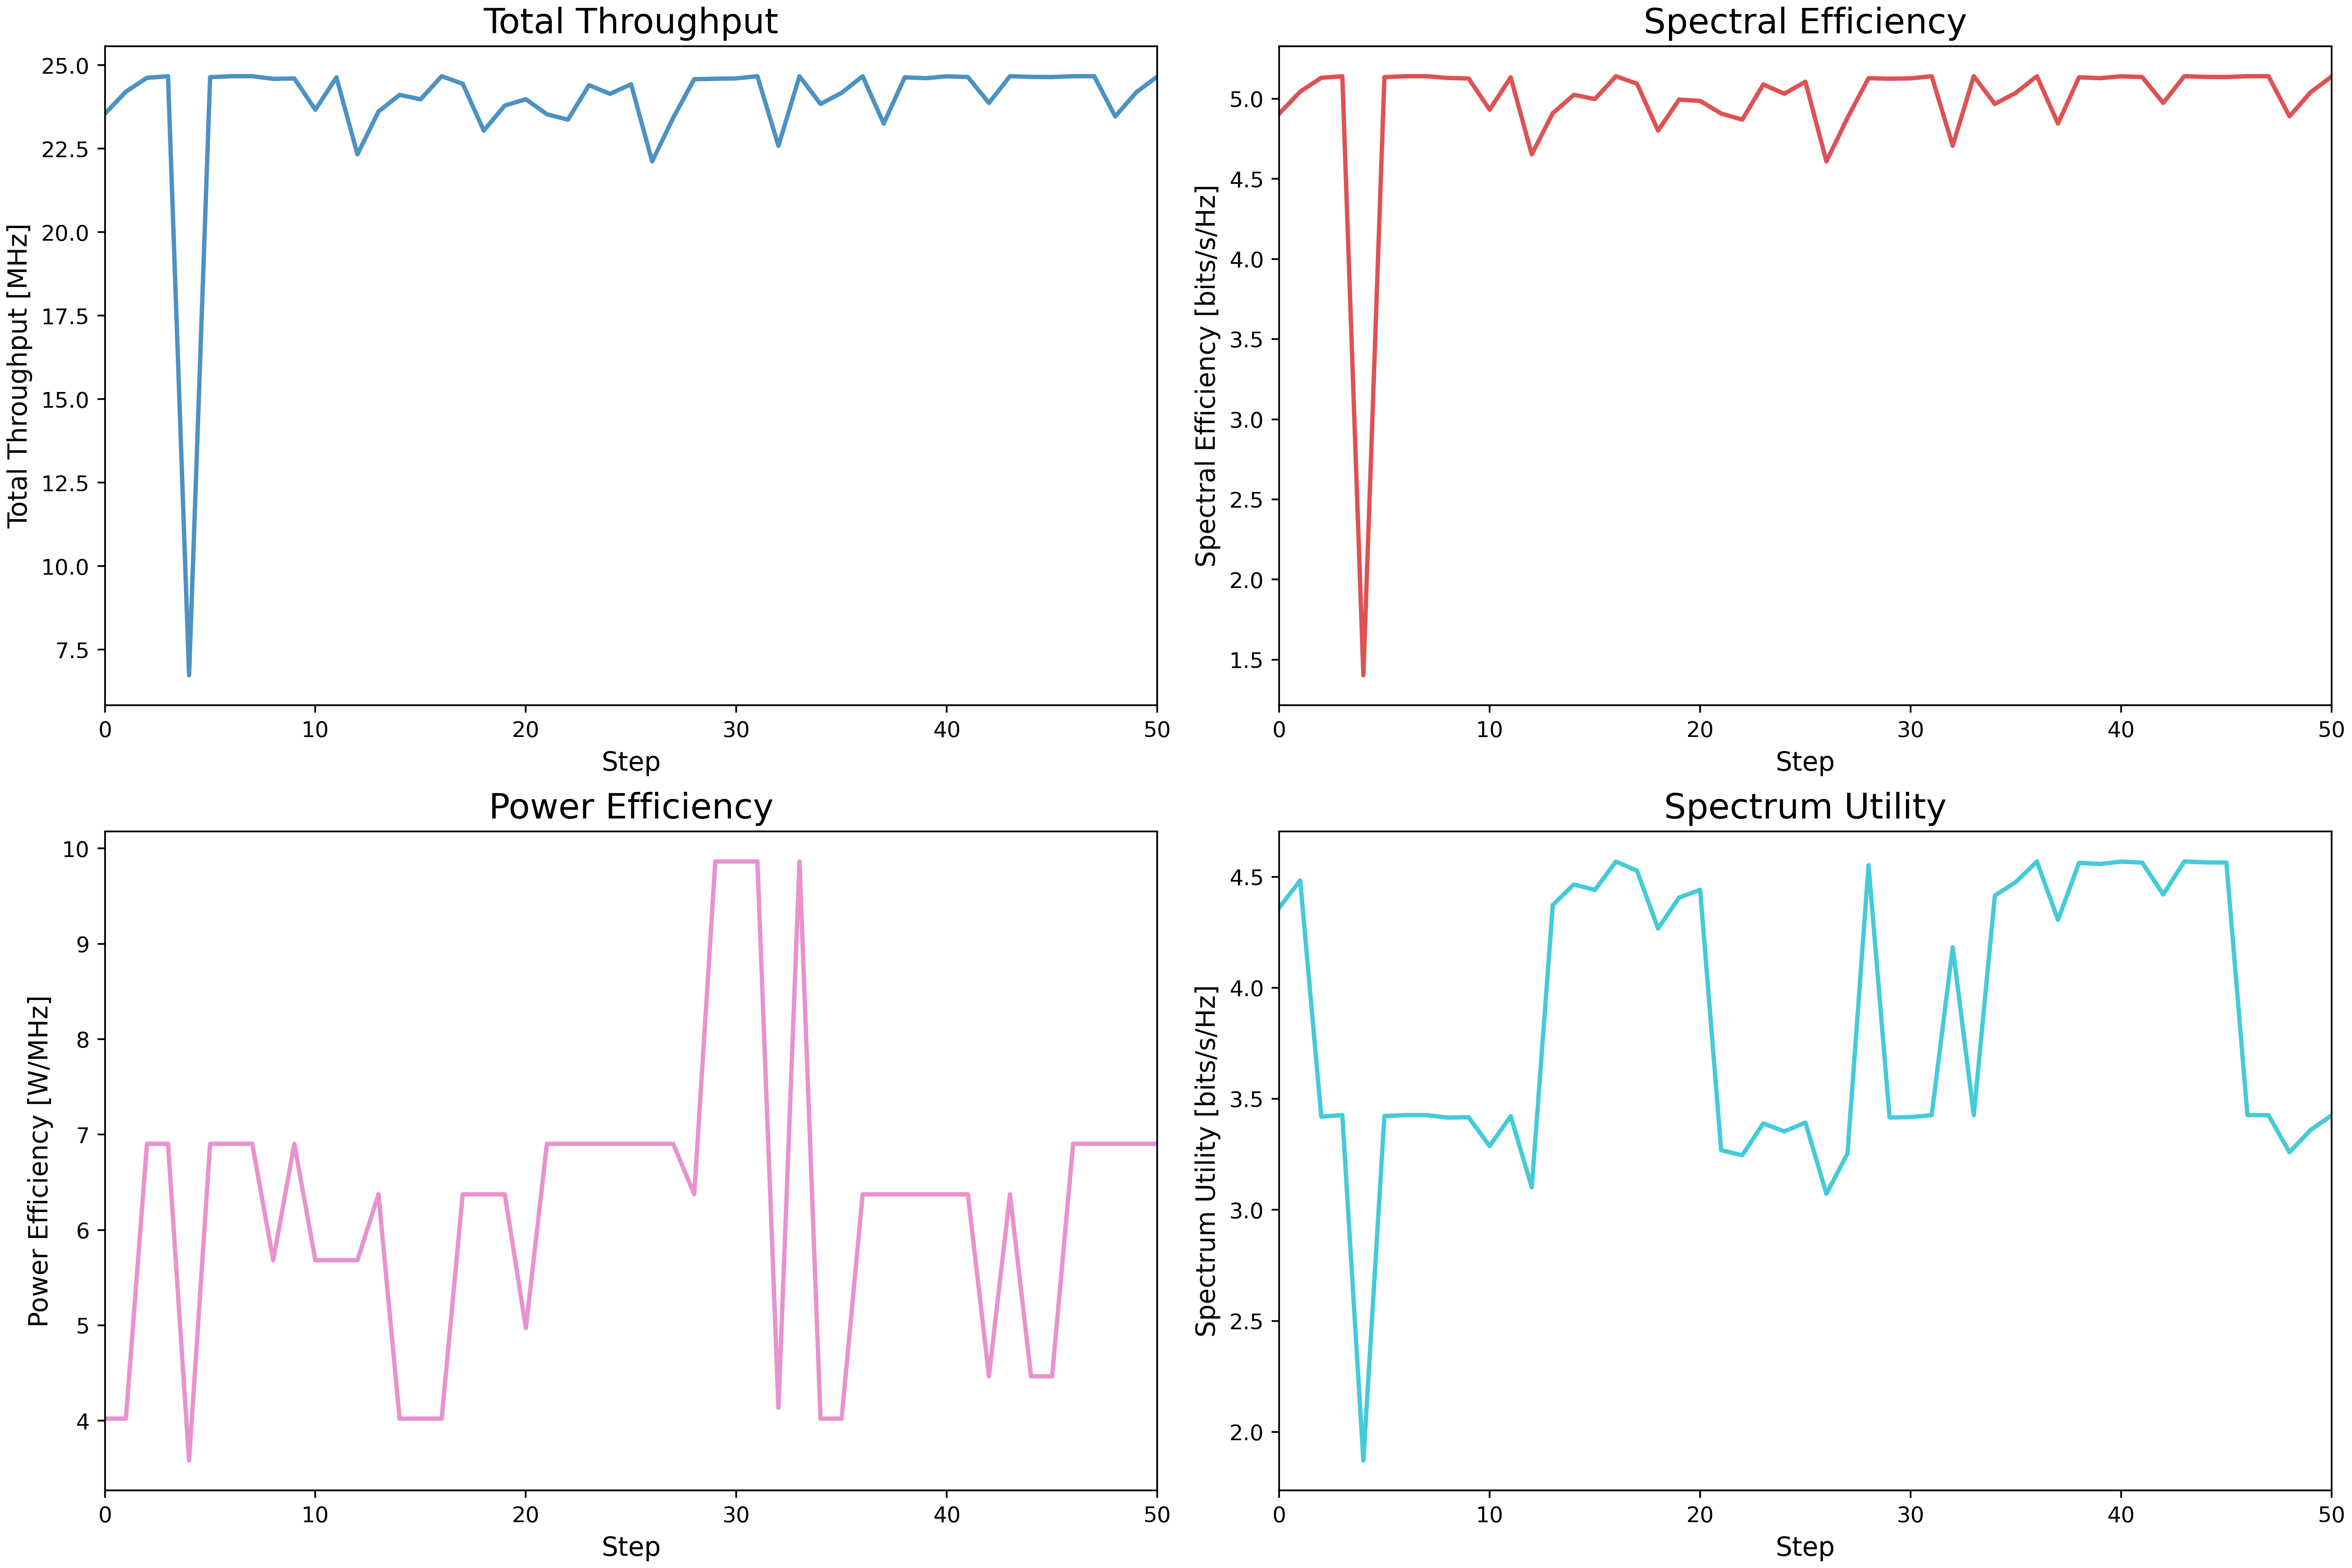 Total Throughput
Total Throughput [MHz]
25.0
22.5
20.0
17.5
15.0
12.5
10.0
7.5
0 10 20 30 40 50
Step
Spectral Efficiency
Spectral Efficiency [bits/s/Hz]
5.0
4.5
4.0
3.5
3.0
2.5
2.0
1.5
0 10 20 30 40 50
Step
Power Efficiency
Power Efficiency [W/MHz]
10
9
8
7
6
5
4
0 10 20 30 40 50
Step
Spectrum Utility
Spectrum Utility [bits/s/Hz]
4.5
4.0
3.5
3.0
2.5
2.0
0 10 20 30 40 50
Step